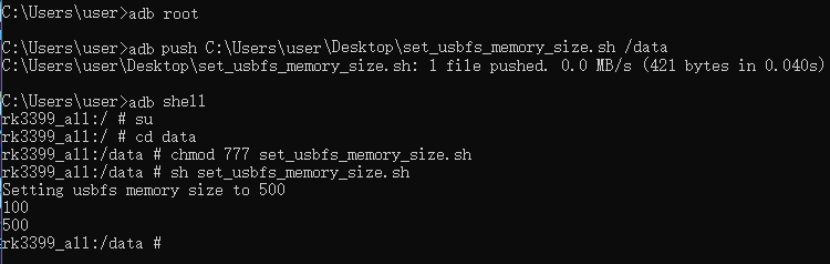 C:\Users\user>adb root
C:\Users\user>adb push C:\Users\user\Desktop\set_usbfs_memory_size.sh /data
C:\Users\user\Desktop\set_usbfs_memory_size.sh: 1 file pushed. 0.0 MB/s (421 bytes in 0.040s)
C:\Users\user>adb shell
rk3399_all:/ # su
rk3399_all:/ # cd data
rk3399_all:/data # chmod 777 set_usbfs_memory_size.sh
rk3399_all:/data # sh set_usbfs_memory_size.sh
Setting usbfs memory size to 500
100
500
rk3399_all:/data #